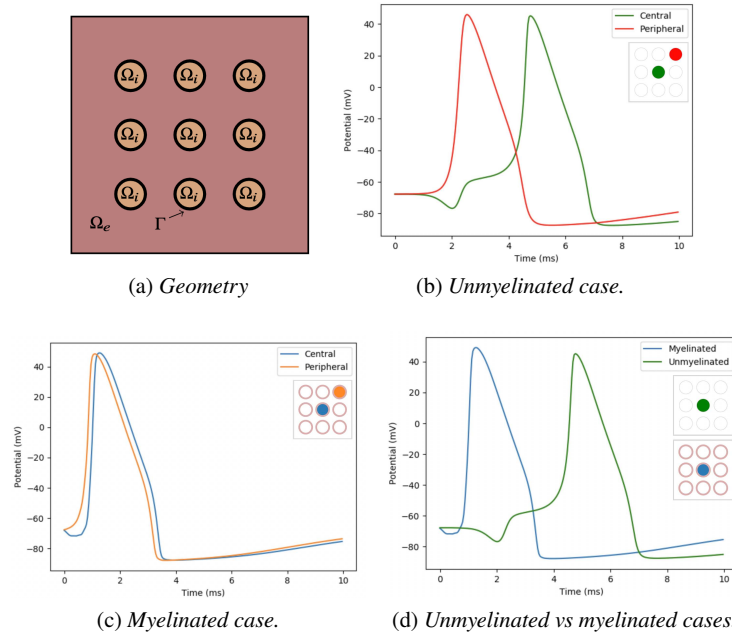 Ωᵢ Ωᵢ Ωᵢ
Ωᵢ Ωᵢ Ωᵢ
Ωᵢ Ωᵢ Ωᵢ
Ωₑ Γ
(a) Geometry
Central
Peripheral
40
20
0
−20
−40
−60
−80
Potential (mV)
0 2 4 6 8 10
Time (ms)
(b) Unmyelinated case.
Central
Peripheral
40
20
0
−20
−40
−60
−80
Potential (mV)
0 2 4 6 8 10
Time (ms)
(c) Myelinated case.
Myelinated
Unmyelinated
40
20
0
−20
−40
−60
−80
Potential (mV)
0 2 4 6 8 10
Time (ms)
(d) Unmyelinated vs myelinated cases